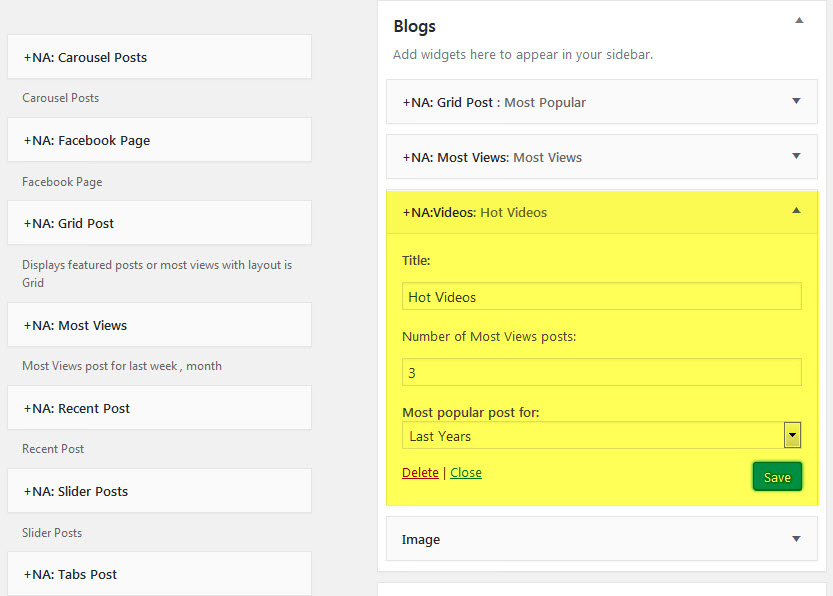 +NA: Carousel Posts
Carousel Posts
+NA: Facebook Page
Facebook Page
+NA: Grid Post
Displays featured posts or most views with layout is
Grid
+NA: Most Views
Most Views post for last week , month
+NA: Recent Post
Recent Post
+NA: Slider Posts
Slider Posts
+NA: Tabs Post
Blogs
Add widgets here to appear in your sidebar.
+NA: Grid Post : Most Popular
+NA: Most Views: Most Views
+NA:Videos: Hot Videos
Title:
Hot Videos
Number of Most Views posts:
3
Most popular post for:
Last Years
Delete | Close
Save
Image